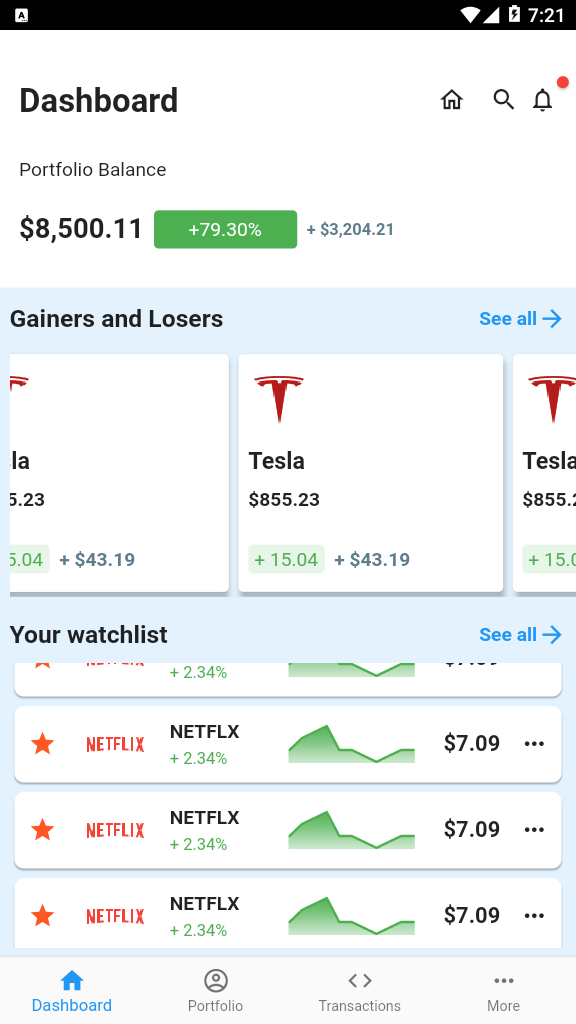 7:21
Dashboard
Portfolio Balance
$8,500.11 +79.30% + $3,204.21
Gainers and Losers See all
la Tesla Tesla
5.23 $855.23 $855.2
5.04 + $43.19 + 15.04 + $43.19 + 15.0
Your watchlist See all
+ 2.34%
NETFLIX NETFLX $7.09
+ 2.34%
NETFLIX NETFLX $7.09
+ 2.34%
NETFLIX NETFLX $7.09
+ 2.34%
Dashboard Portfolio Transactions More